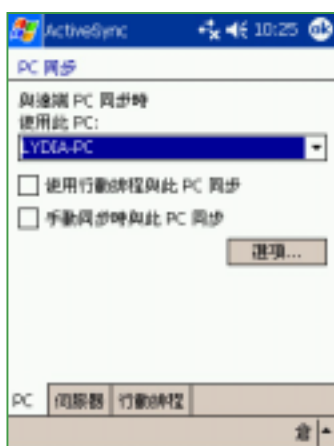 ActiveSync 10:25 ok
PC 同步
與遠端 PC 同步時
使用此 PC:
LYDIA-PC
使用行動排程與此 PC 同步
手動同步時與此 PC 同步
選項...
PC 伺服器 行動排程
倉